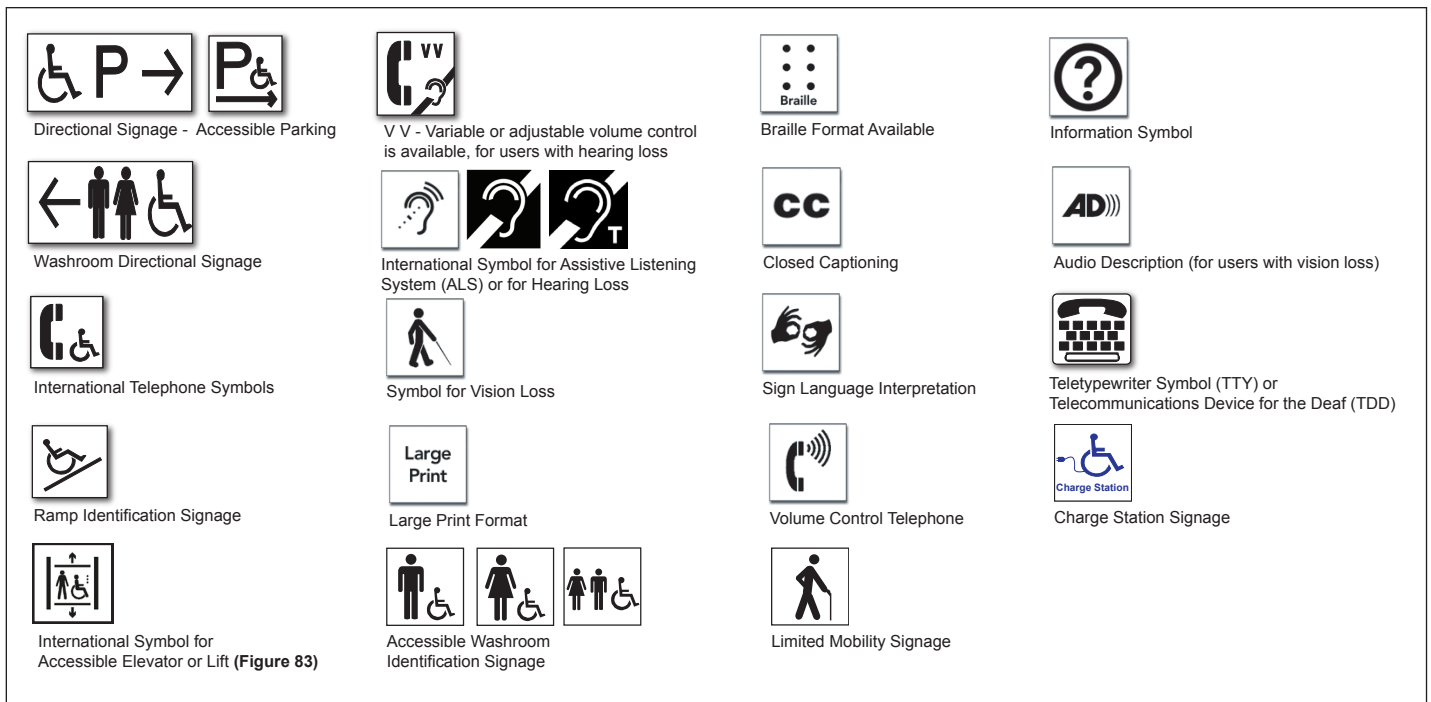 P P
Directional Signage - Accessible Parking
V V
V V - Variable or adjustable volume control
is available, for users with hearing loss
Braille
Braille Format Available
?
Information Symbol
Washroom Directional Signage
T
International Symbol for Assistive Listening
System (ALS) or for Hearing Loss
CC
Closed Captioning
AD
Audio Description (for users with vision loss)
International Telephone Symbols
Symbol for Vision Loss
Sign Language Interpretation
Teletypewriter Symbol (TTY) or
Telecommunications Device for the Deaf (TDD)
Ramp Identification Signage
Large
Print
Large Print Format
Volume Control Telephone
Charge Station
Charge Station Signage
International Symbol for
Accessible Elevator or Lift (Figure 83)
Accessible Washroom
Identification Signage
Limited Mobility Signage